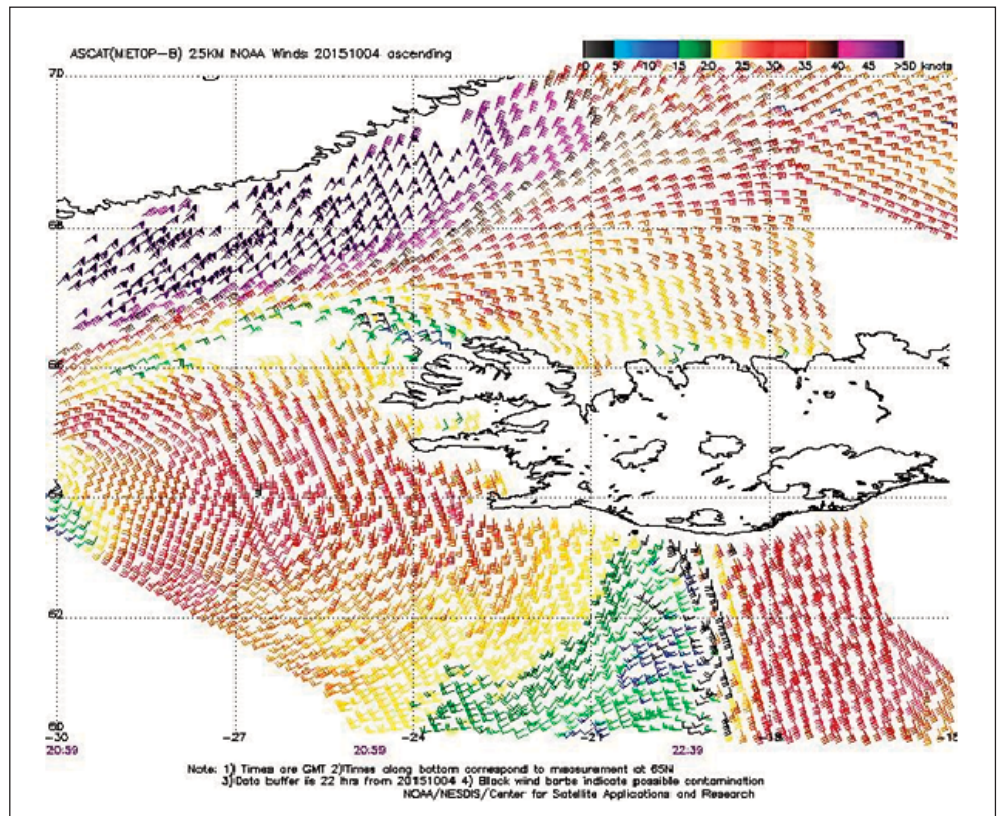 ASCAT(METOP-B) 25KM NOAA Winds 20151004 ascending
0 5 10 15 20 25 30 35 40 45 >50 knots
70
68
66
64
62
60
-30 -27 -24 -21 -18 -15
20:59 20:59 22:39
Note: 1) Times are GMT 2)Times along bottom correspond to measurement at 65N
3)Data buffer is 22 hrs from 20151004 4) Black wind barbs indicate possible contamination
NOAA/NESDIS/Center for Satellite Applications and Research